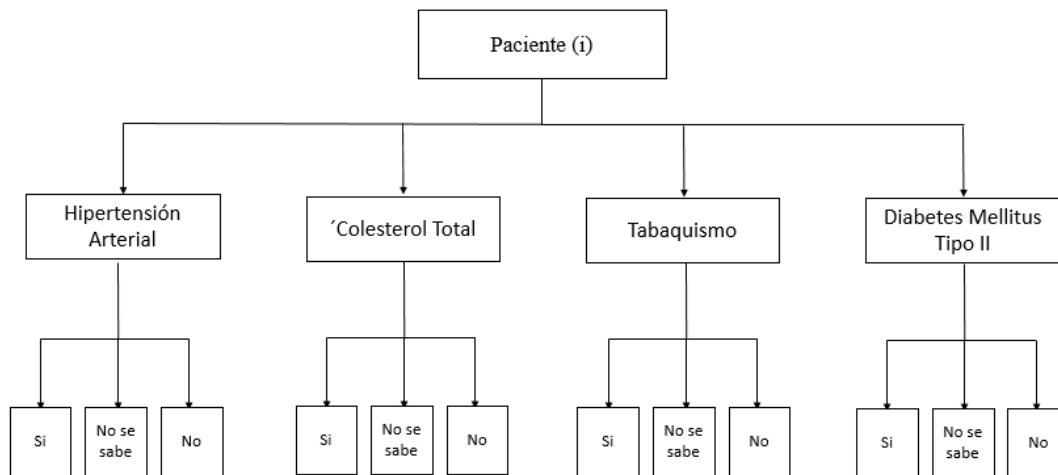 Paciente (i)
Hipertensión
Arterial
´Colesterol Total
Tabaquismo
Diabetes Mellitus
Tipo II
Si
No se
sabe
No
Si
No se
sabe
No
Si
No se
sabe
No
Si
No se
sabe
No